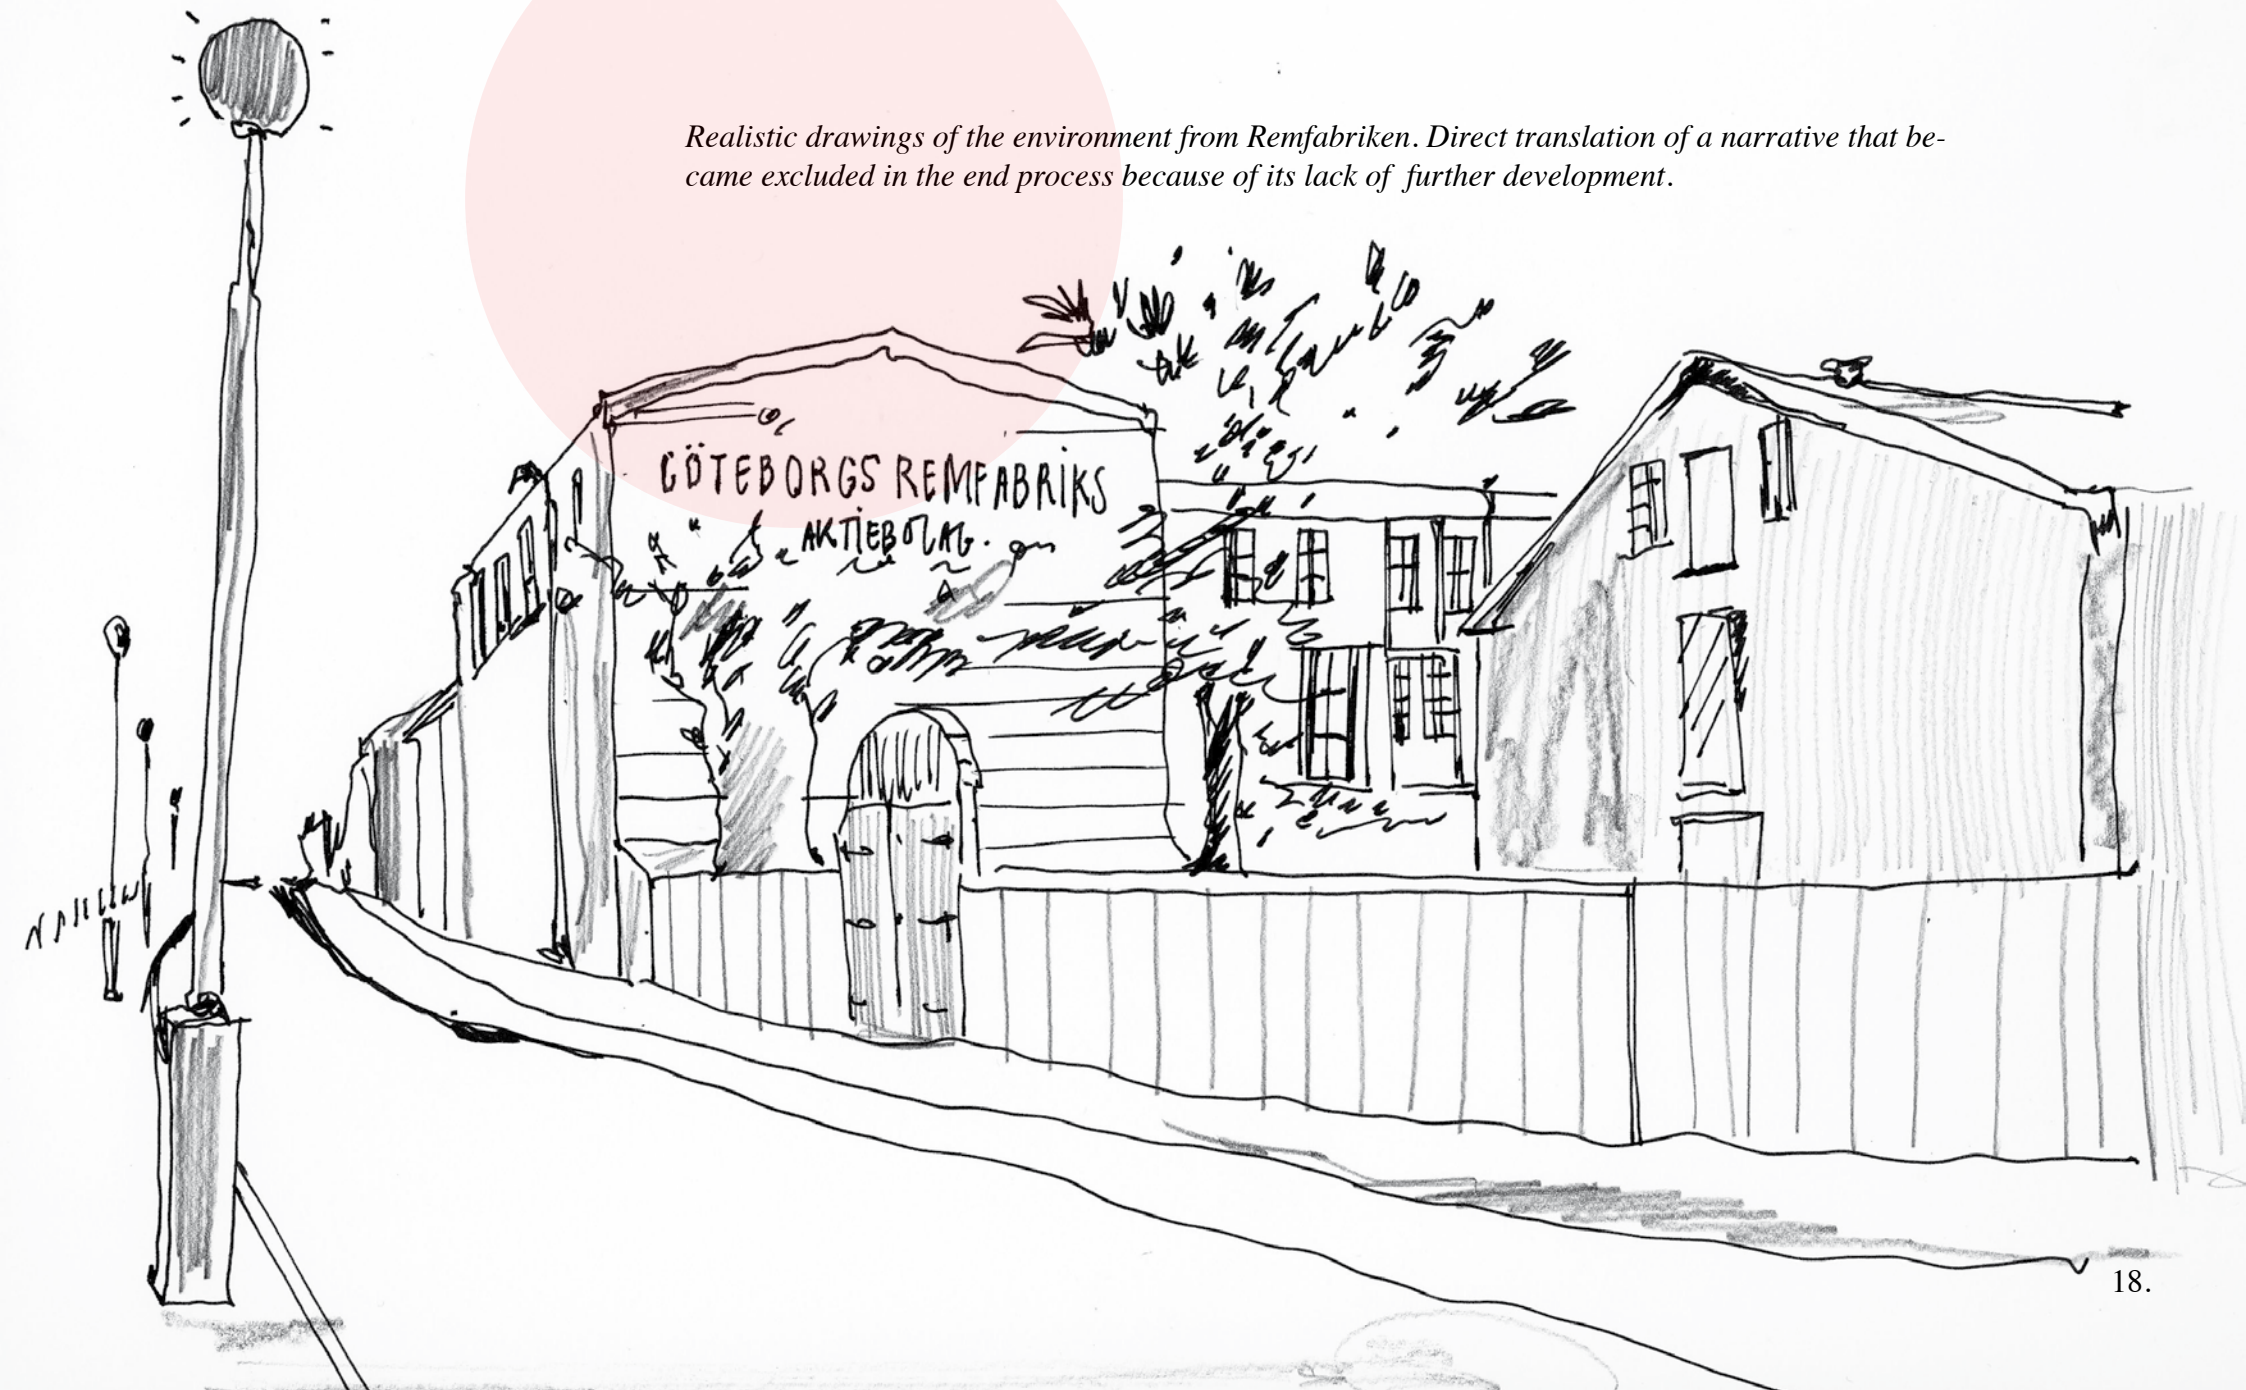 Realistic drawings of the environment from Remfabriken. Direct translation of a narrative that be-
came excluded in the end process because of its lack of further development.
GÖTEBORGS REMFABRIKS
AKTIEBOLAG.
18.